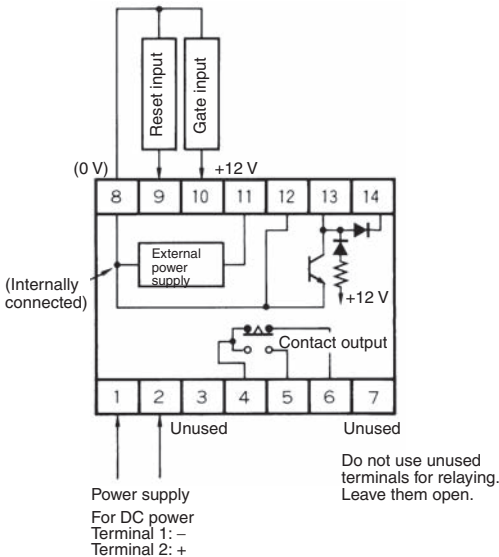 Reset input
Gate input
(0 V)
+12 V
8 9 10 11 12 13 14
External
power
supply
(Internally
connected)
+12 V
Contact output
1 2 3 4 5 6 7
Unused
Unused
Do not use unused
terminals for relaying.
Leave them open.
Power supply
For DC power
Terminal 1: −
Terminal 2: +